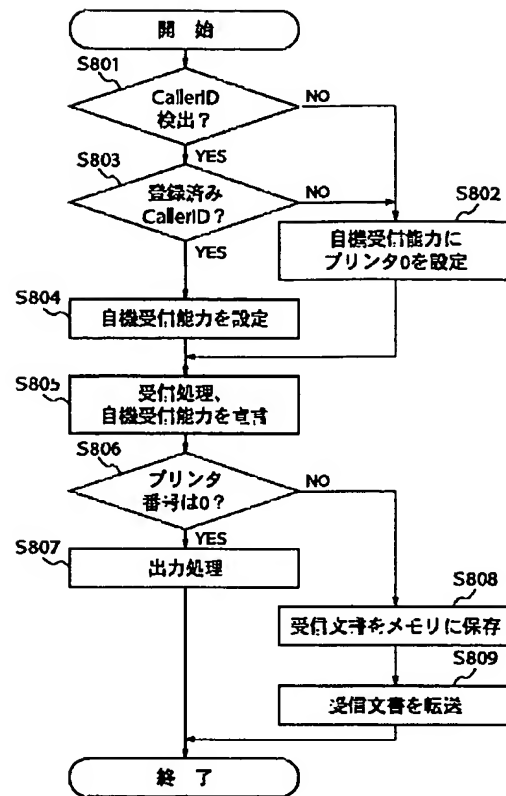 開 始
S801
CallerID
検出？
NO
YES
S803
登録済み
CallerID？
NO
YES
S802
自機受信能力に
プリンタ0を設定
S804
自機受信能力を設定
S805
受信処理、
自機受信能力を宣言
S806
プリンタ
番号は0？
NO
YES
S807
出力処理
S808
受信文書をメモリに保存
S809
受信文書を転送
終 了